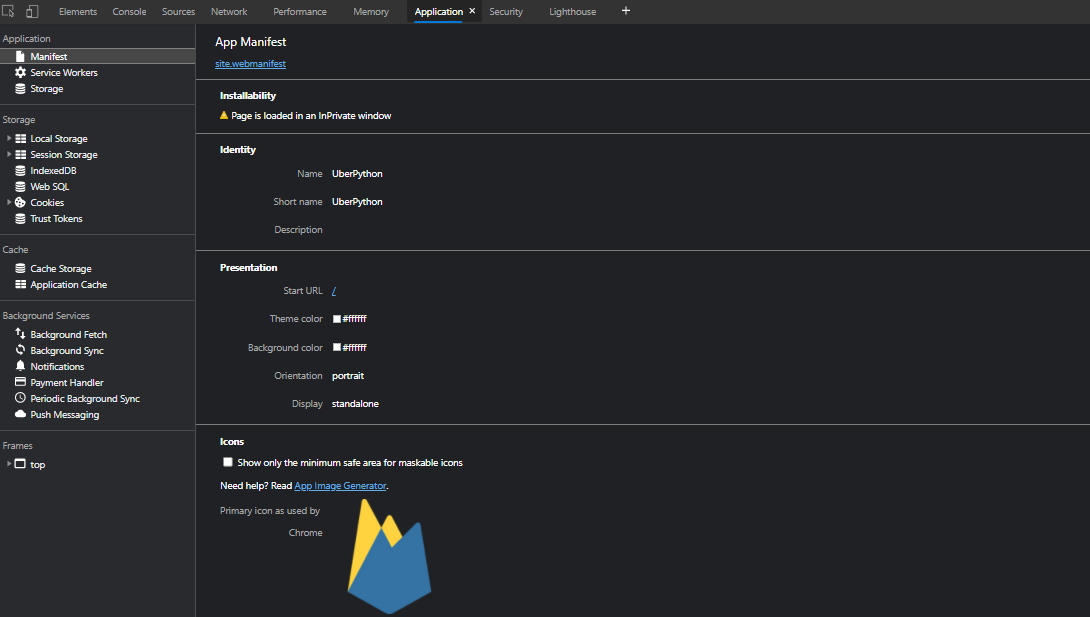 Elements Console Sources Network Performance Memory Application × Security Lighthouse +
Application
Manifest
Service Workers
Storage
Storage
Local Storage
Session Storage
IndexedDB
Web SQL
Cookies
Trust Tokens
Cache
Cache Storage
Application Cache
Background Services
Background Fetch
Background Sync
Notifications
Payment Handler
Periodic Background Sync
Push Messaging
Frames
top
App Manifest
site.webmanifest
Installability
Page is loaded in an InPrivate window
Identity
Name UberPython
Short name UberPython
Description
Presentation
Start URL /
Theme color #ffffff
Background color #ffffff
Orientation portrait
Display standalone
Icons
Show only the minimum safe area for maskable icons
Need help? Read App Image Generator.
Primary icon as used by
Chrome